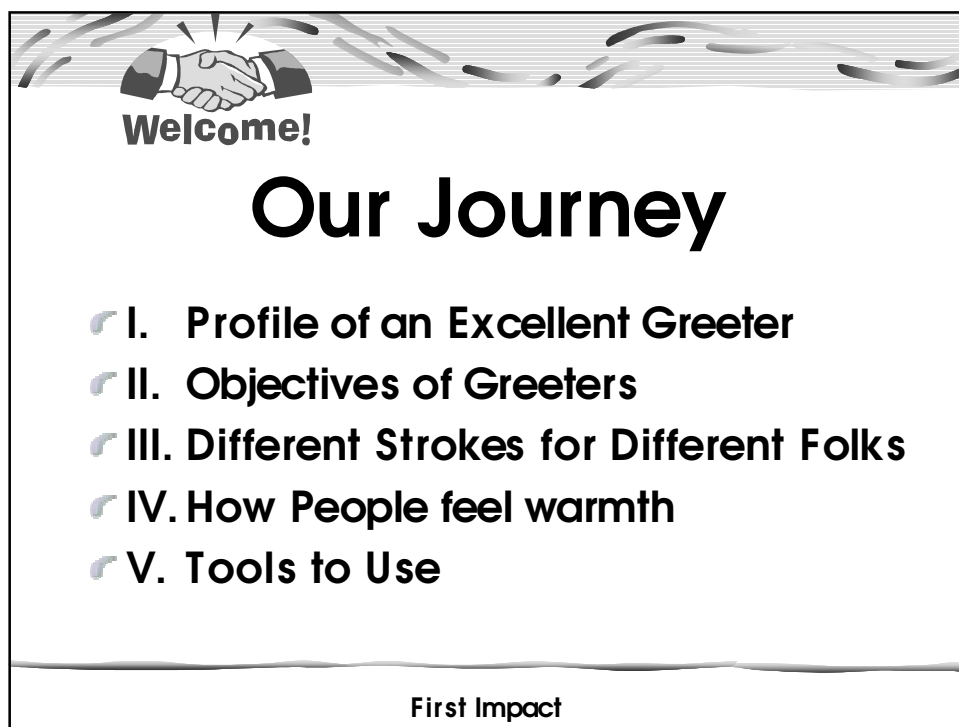 Welcome!
Our Journey
I. Profile of an Excellent Greeter
II. Objectives of Greeters
III. Different Strokes for Different Folks
IV. How People feel warmth
V. Tools to Use
First Impact